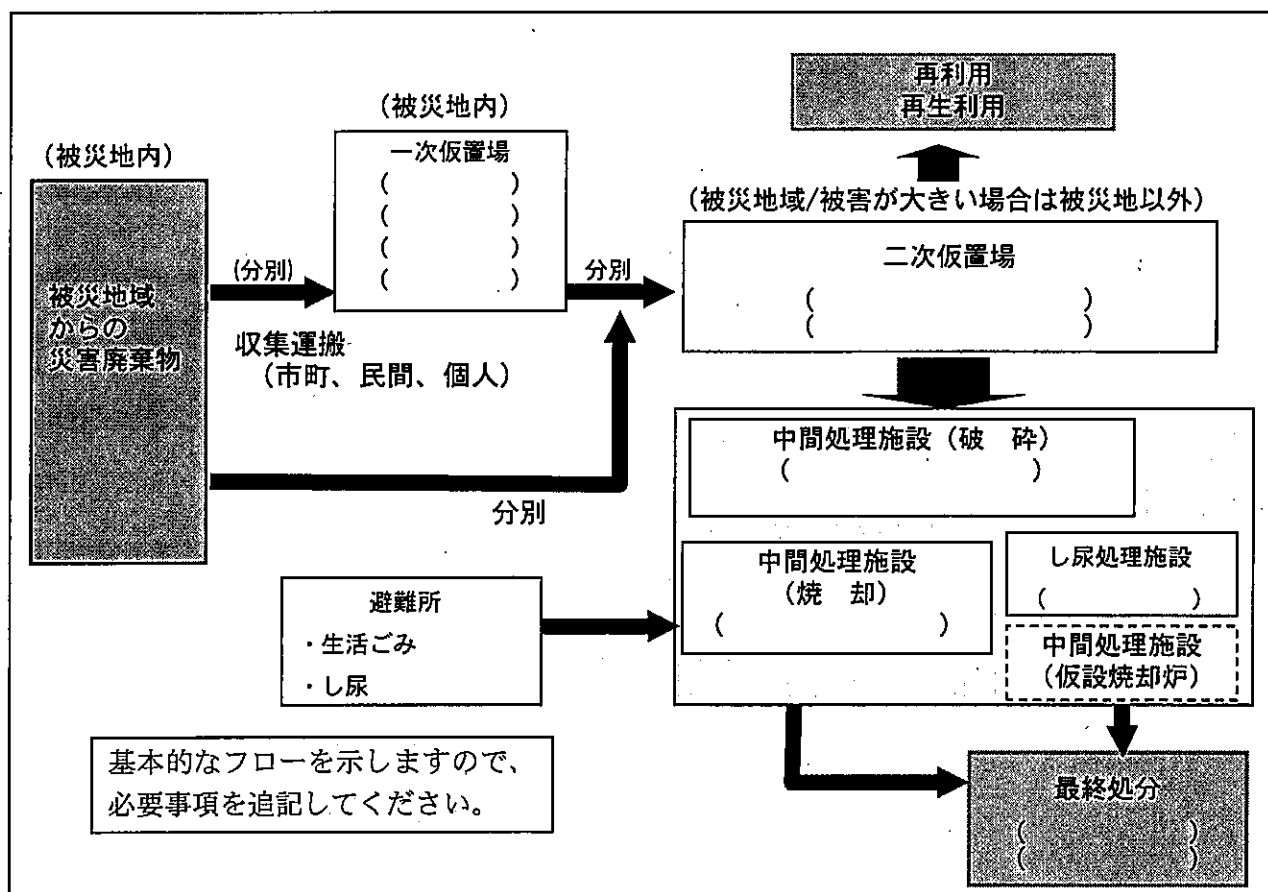 再利用
再生利用
(被災地内)
(被災地内)
一次仮置場
(　　　　)
(　　　　)
(　　　　)
(　　　　)
(被災地域/被害が大きい場合は被災地以外)
二次仮置場
(　　　　　　　　)
(　　　　　　　　)
(分別)
分別
被災地域
からの
災害廃棄物
収集運搬
(市町、民間、個人)
分別
中間処理施設(破　砕)
(　　　　　　　　)
中間処理施設
(焼　却)
(　　　　　　　)
し尿処理施設
(　　　　　)
中間処理施設
(仮設焼却炉)
避難所
・生活ごみ
・し尿
基本的なフローを示しますので、
必要事項を追記してください。
最終処分
(　　　　　)
(　　　　　)